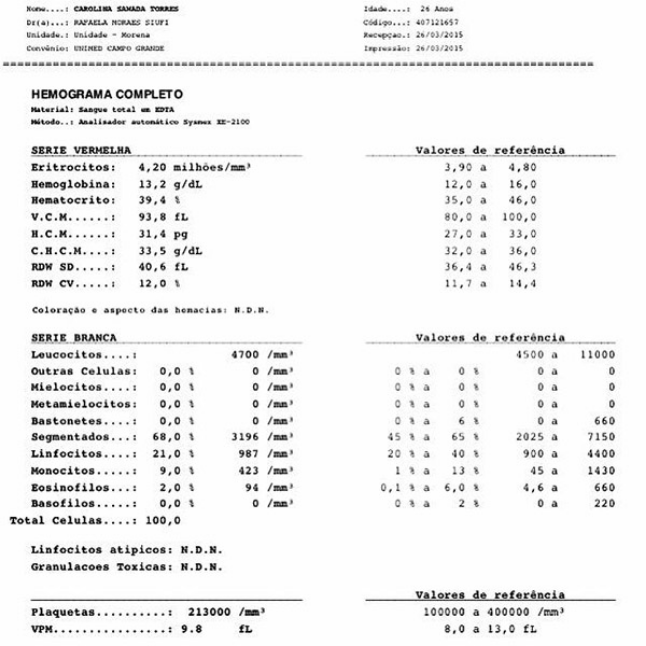 Nome....: CAROLINA SAMADA TORRES Idade....: 26 Anos
Dr(a)...: RAFAELA MORAES SIUFI Código...: 407121657
Unidade.: Unidade - Morena Recepçao.: 26/03/2015
Convênio: UNIMED CAMPO GRANDE Impressão: 26/03/2015
HEMOGRAMA COMPLETO
Material: Sangue total em EDTA
Método..: Analisador automático Sysmex XE-2100
SERIE VERMELHA Valores de referência
Eritrocitos: 4,20 milhões/mm³ 3,90 a 4,80
Hemoglobina: 13,2 g/dL 12,0 a 16,0
Hematocrito: 39,4 % 35,0 a 46,0
V.C.M......: 93,8 fL 80,0 a 100,0
H.C.M......: 31,4 pg 27,0 a 33,0
C.H.C.M....: 33,5 g/dL 32,0 a 36,0
RDW SD.....: 40,6 fL 36,4 a 46,3
RDW CV.....: 12,0 % 11,7 a 14,4
Coloração e aspecto das hemacias: N.D.N.
SERIE BRANCA Valores de referência
Leucocitos....: 4700 /mm³ 4500 a 11000
Outras Celulas: 0,0 % 0 /mm³ 0 % a 0 % 0 a 0
Mielocitos....: 0,0 % 0 /mm³ 0 % a 0 % 0 a 0
Metamielocitos: 0,0 % 0 /mm³ 0 % a 0 % 0 a 0
Bastonetes....: 0,0 % 0 /mm³ 0 % a 6 % 0 a 660
Segmentados...: 68,0 % 3196 /mm³ 45 % a 65 % 2025 a 7150
Linfocitos....: 21,0 % 987 /mm³ 20 % a 40 % 900 a 4400
Monocitos.....: 9,0 % 423 /mm³ 1 % a 13 % 45 a 1430
Eosinofilos...: 2,0 % 94 /mm³ 0,1 % a 6,0 % 4,6 a 660
Basofilos.....: 0,0 % 0 /mm³ 0 % a 2 % 0 a 220
Total Celulas....: 100,0
Linfocitos atipicos: N.D.N.
Granulacoes Toxicas: N.D.N.
Valores de referência
Plaquetas..........: 213000 /mm³ 100000 a 400000 /mm³
VPM................: 9.8 fL 8,0 a 13,0 fL